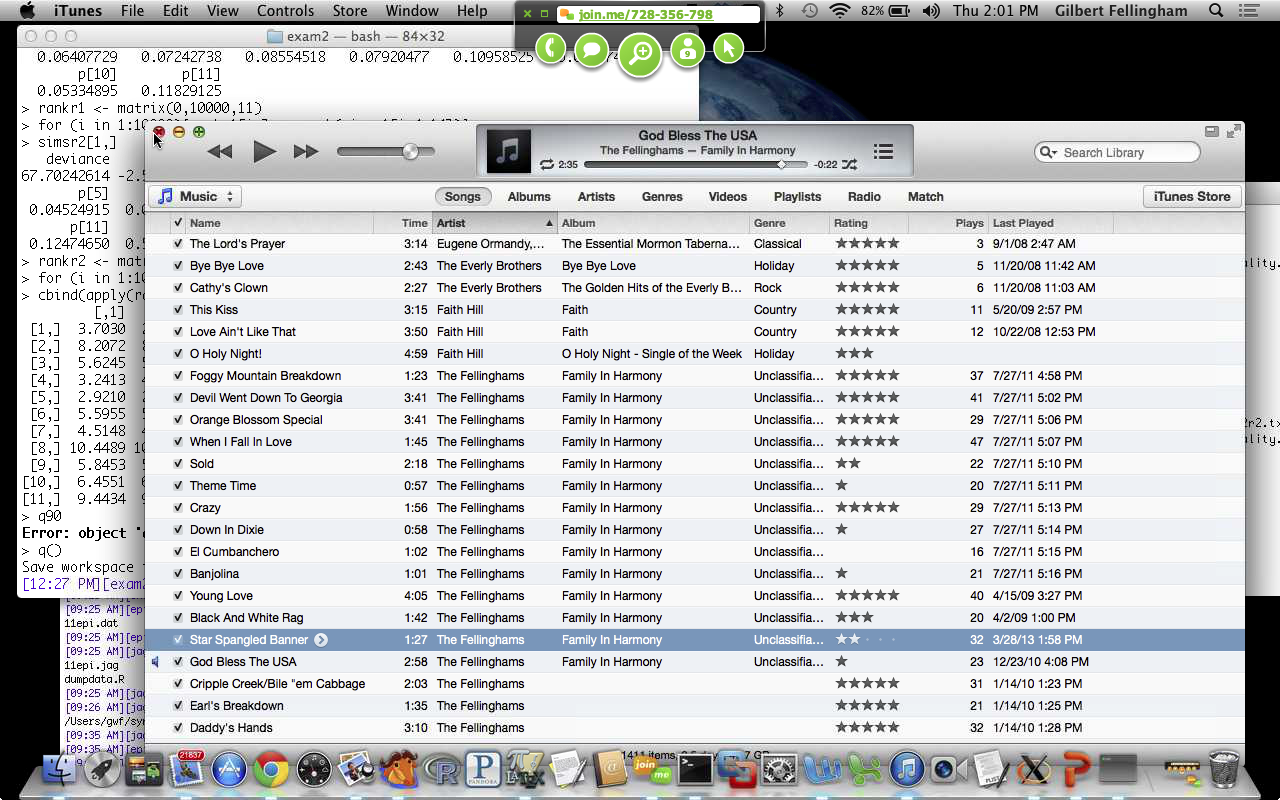 iTunes File Edit View Controls Store Window Help
join.me/728-356-798
82% Thu 2:01 PM Gilbert Fellingham
exam2 — bash — 84×32
0.06407729 0.07242738 0.08554518 0.07920477 0.10958525
p[10] p[11]
0.05334895 0.11829125
> rankr1 <- matrix(0,10000,11)
> for (i in
> simsr2[1,]
deviance
67.70242614
p[5]
0.04524915
p[11]
0.12474650
> rankr2 <-
> for (i in 1:10
> cbind(apply(
[,1]
[1,] 3.7030
[2,] 8.2072
[3,] 5.6245
[4,] 3.2413
[5,] 2.9210
[6,] 5.5955
[7,] 4.5148
[8,] 10.4489
[9,] 5.8453
[10,] 6.4551
[11,] 9.4434
> q90
Error: object
> q()
Save workspace
[12:27 PM][exam2
[09:25 AM]
11epi.dat
[09:25 AM]
[09:25 AM]
11epi.jag
dumpdata.R
[09:25 AM]
[09:26 AM]
/Users/gwf/
[09:35 AM]
[09:35 AM]
God Bless The USA
The Fellinghams — Family In Harmony
2:35 -0:22
Search Library
Music Songs Albums Artists Genres Videos Playlists Radio Match iTunes Store
Name Time Artist Album Genre Rating Plays Last Played
The Lord's Prayer 3:14 Eugene Ormandy,... The Essential Mormon Taberna... Classical ★★★★★ 3 9/1/08 2:47 AM
Bye Bye Love 2:43 The Everly Brothers Bye Bye Love Holiday ★★★★★ 5 11/20/08 11:42 AM
Cathy's Clown 2:27 The Everly Brothers The Golden Hits of the Everly B... Rock ★★★★★ 6 11/20/08 11:03 AM
This Kiss 3:15 Faith Hill Faith Country ★★★★★ 11 5/20/09 2:57 PM
Love Ain't Like That 3:50 Faith Hill Faith Country ★★★★★ 12 10/22/08 12:53 PM
O Holy Night! 4:59 Faith Hill O Holy Night - Single of the Week Holiday ★★★
Foggy Mountain Breakdown 1:23 The Fellinghams Family In Harmony Unclassifia... ★★★★★ 37 7/27/11 4:58 PM
Devil Went Down To Georgia 3:41 The Fellinghams Family In Harmony Unclassifia... ★★★★★ 41 7/27/11 5:02 PM
Orange Blossom Special 3:41 The Fellinghams Family In Harmony Unclassifia... ★★★★★ 29 7/27/11 5:06 PM
When I Fall In Love 1:45 The Fellinghams Family In Harmony Unclassifia... ★★★★★ 47 7/27/11 5:07 PM
Sold 2:18 The Fellinghams Family In Harmony Unclassifia... ★★ 22 7/27/11 5:10 PM
Theme Time 0:57 The Fellinghams Family In Harmony Unclassifia... ★ 20 7/27/11 5:11 PM
Crazy 1:56 The Fellinghams Family In Harmony Unclassifia... ★★★★★ 29 7/27/11 5:13 PM
Down In Dixie 0:58 The Fellinghams Family In Harmony Unclassifia... ★ 27 7/27/11 5:14 PM
El Cumbanchero 1:02 The Fellinghams Family In Harmony Unclassifia... 16 7/27/11 5:15 PM
Banjolina 1:01 The Fellinghams Family In Harmony Unclassifia... ★ 21 7/27/11 5:16 PM
Young Love 4:05 The Fellinghams Family In Harmony Unclassifia... ★★★★★ 40 4/15/09 3:27 PM
Black And White Rag 1:42 The Fellinghams Family In Harmony Unclassifia... ★★★ 20 4/2/09 1:00 PM
Star Spangled Banner 1:27 The Fellinghams Family In Harmony Unclassifia... ★★ 32 3/28/13 1:58 PM
God Bless The USA 2:58 The Fellinghams Family In Harmony Unclassifia... ★ 23 12/23/10 4:08 PM
Cripple Creek/Bile "em Cabbage 2:03 The Fellinghams ★★★★★ 31 1/14/10 1:23 PM
Earl's Breakdown 1:35 The Fellinghams ★★★★★ 21 1/14/10 1:25 PM
Daddy's Hands 3:10 The Fellinghams ★★★★★ 32 1/14/10 1:28 PM
1411 items
21837
PANDORA
join me
PLIST